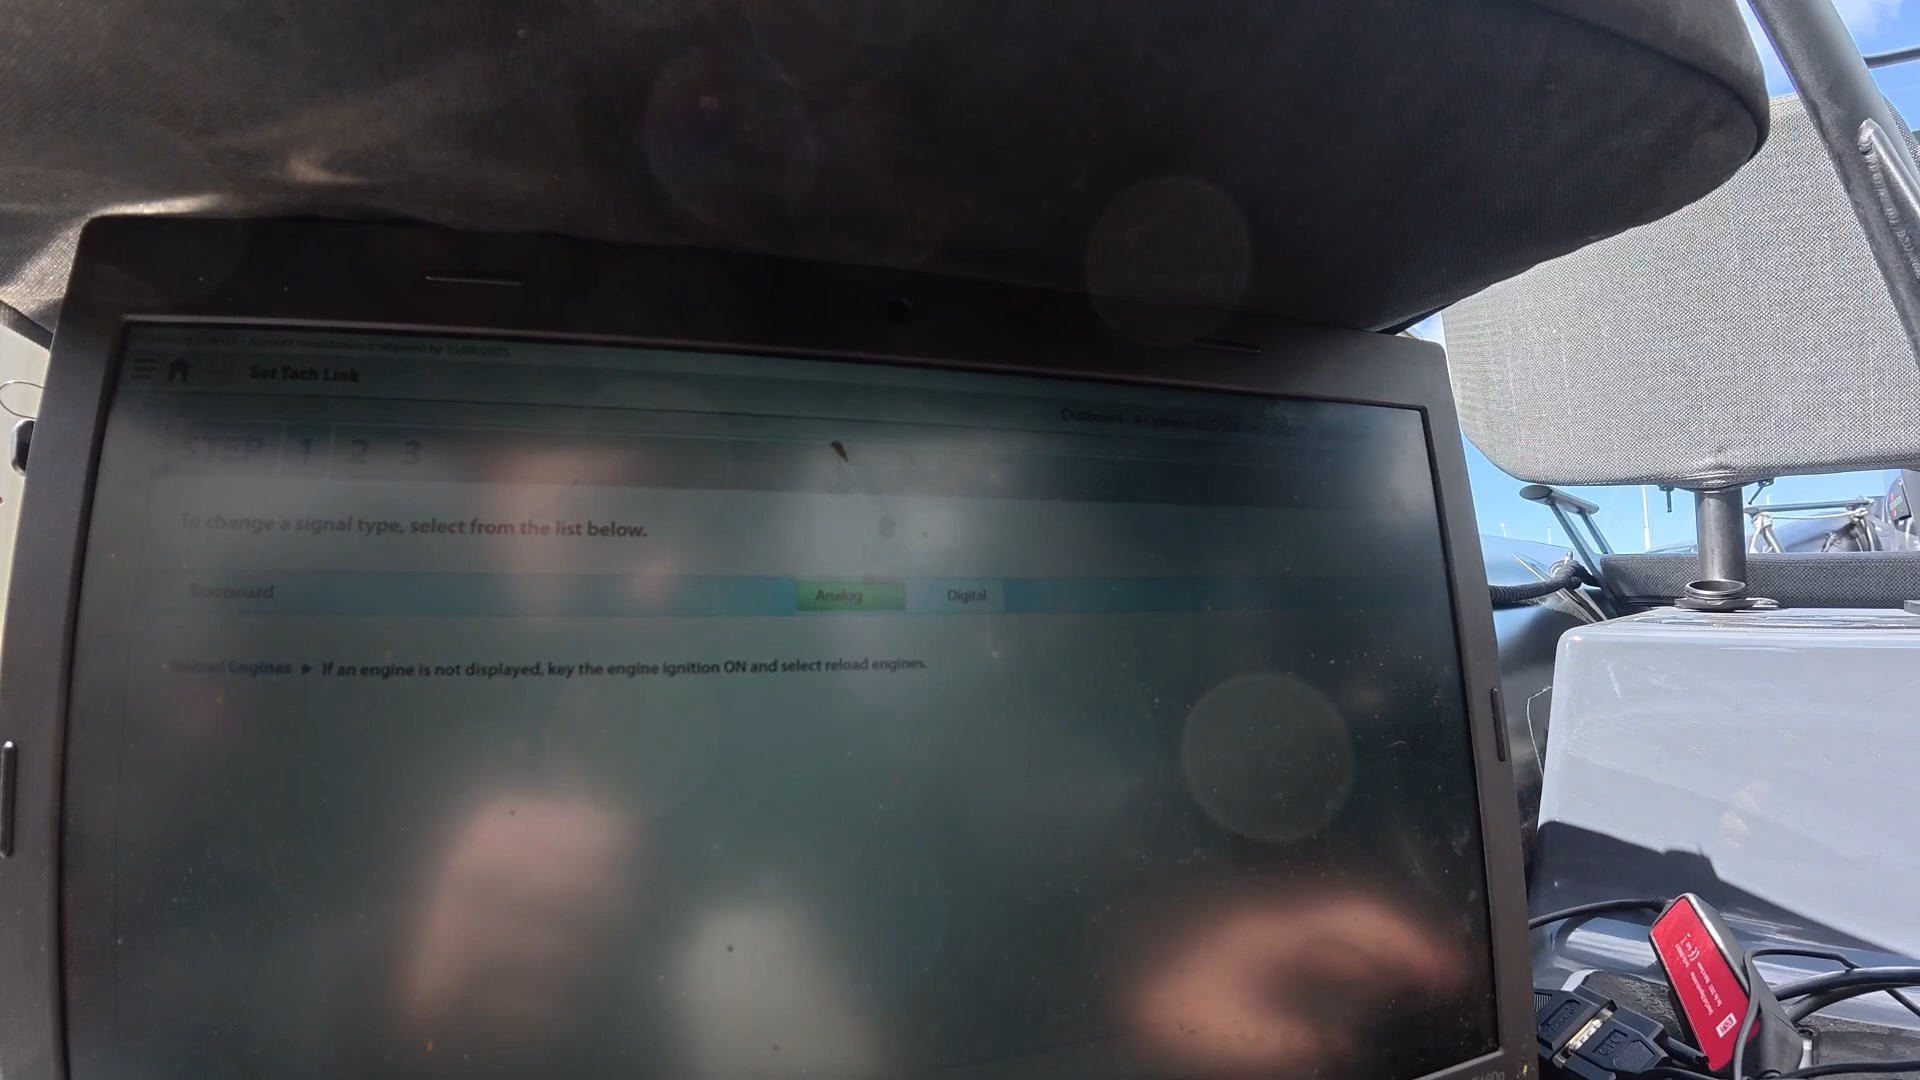 Set Tach Link
STEP 1 2 3
To change a signal type, select from the list below.
Starboard Analog Digital
Reload Engines ▶ If an engine is not displayed, key the engine ignition ON and select reload engines.